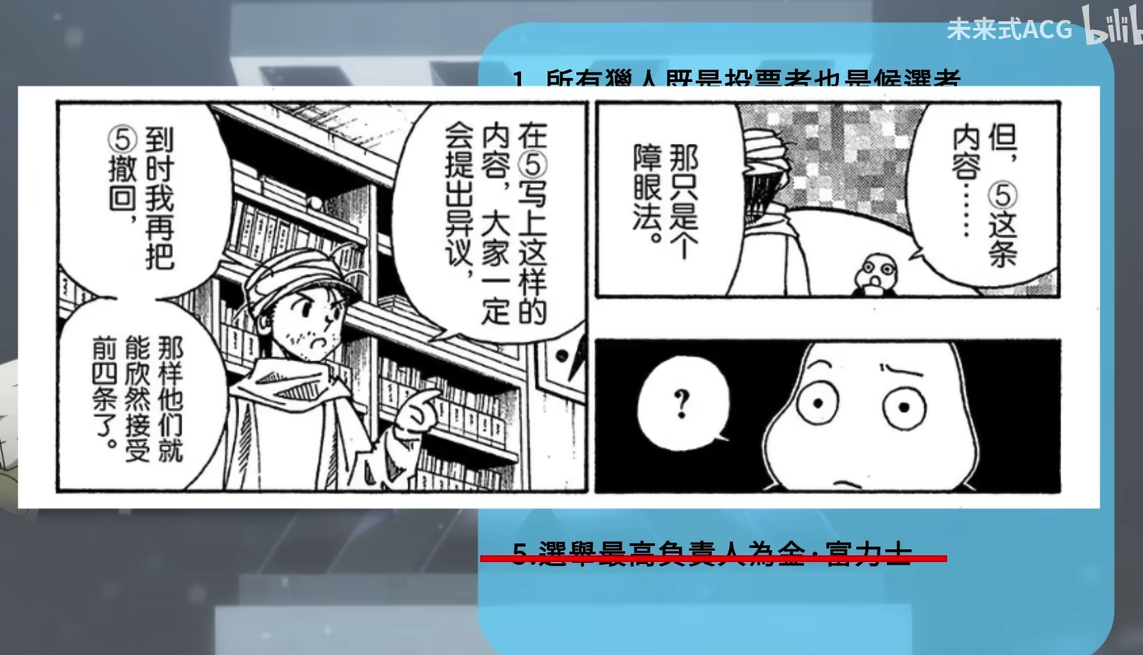 未来式ACG bilib
1. 所有獵人既是投票者也是候選者
但，⑤这条
内容……
那只是个
障眼法。
?
在⑤写上这样的
内容，大家一定
会提出异议，
到时我再把
⑤撤回，
那样他们就
能欣然接受
前四条了。
5.選舉最高負責人為金·富力士